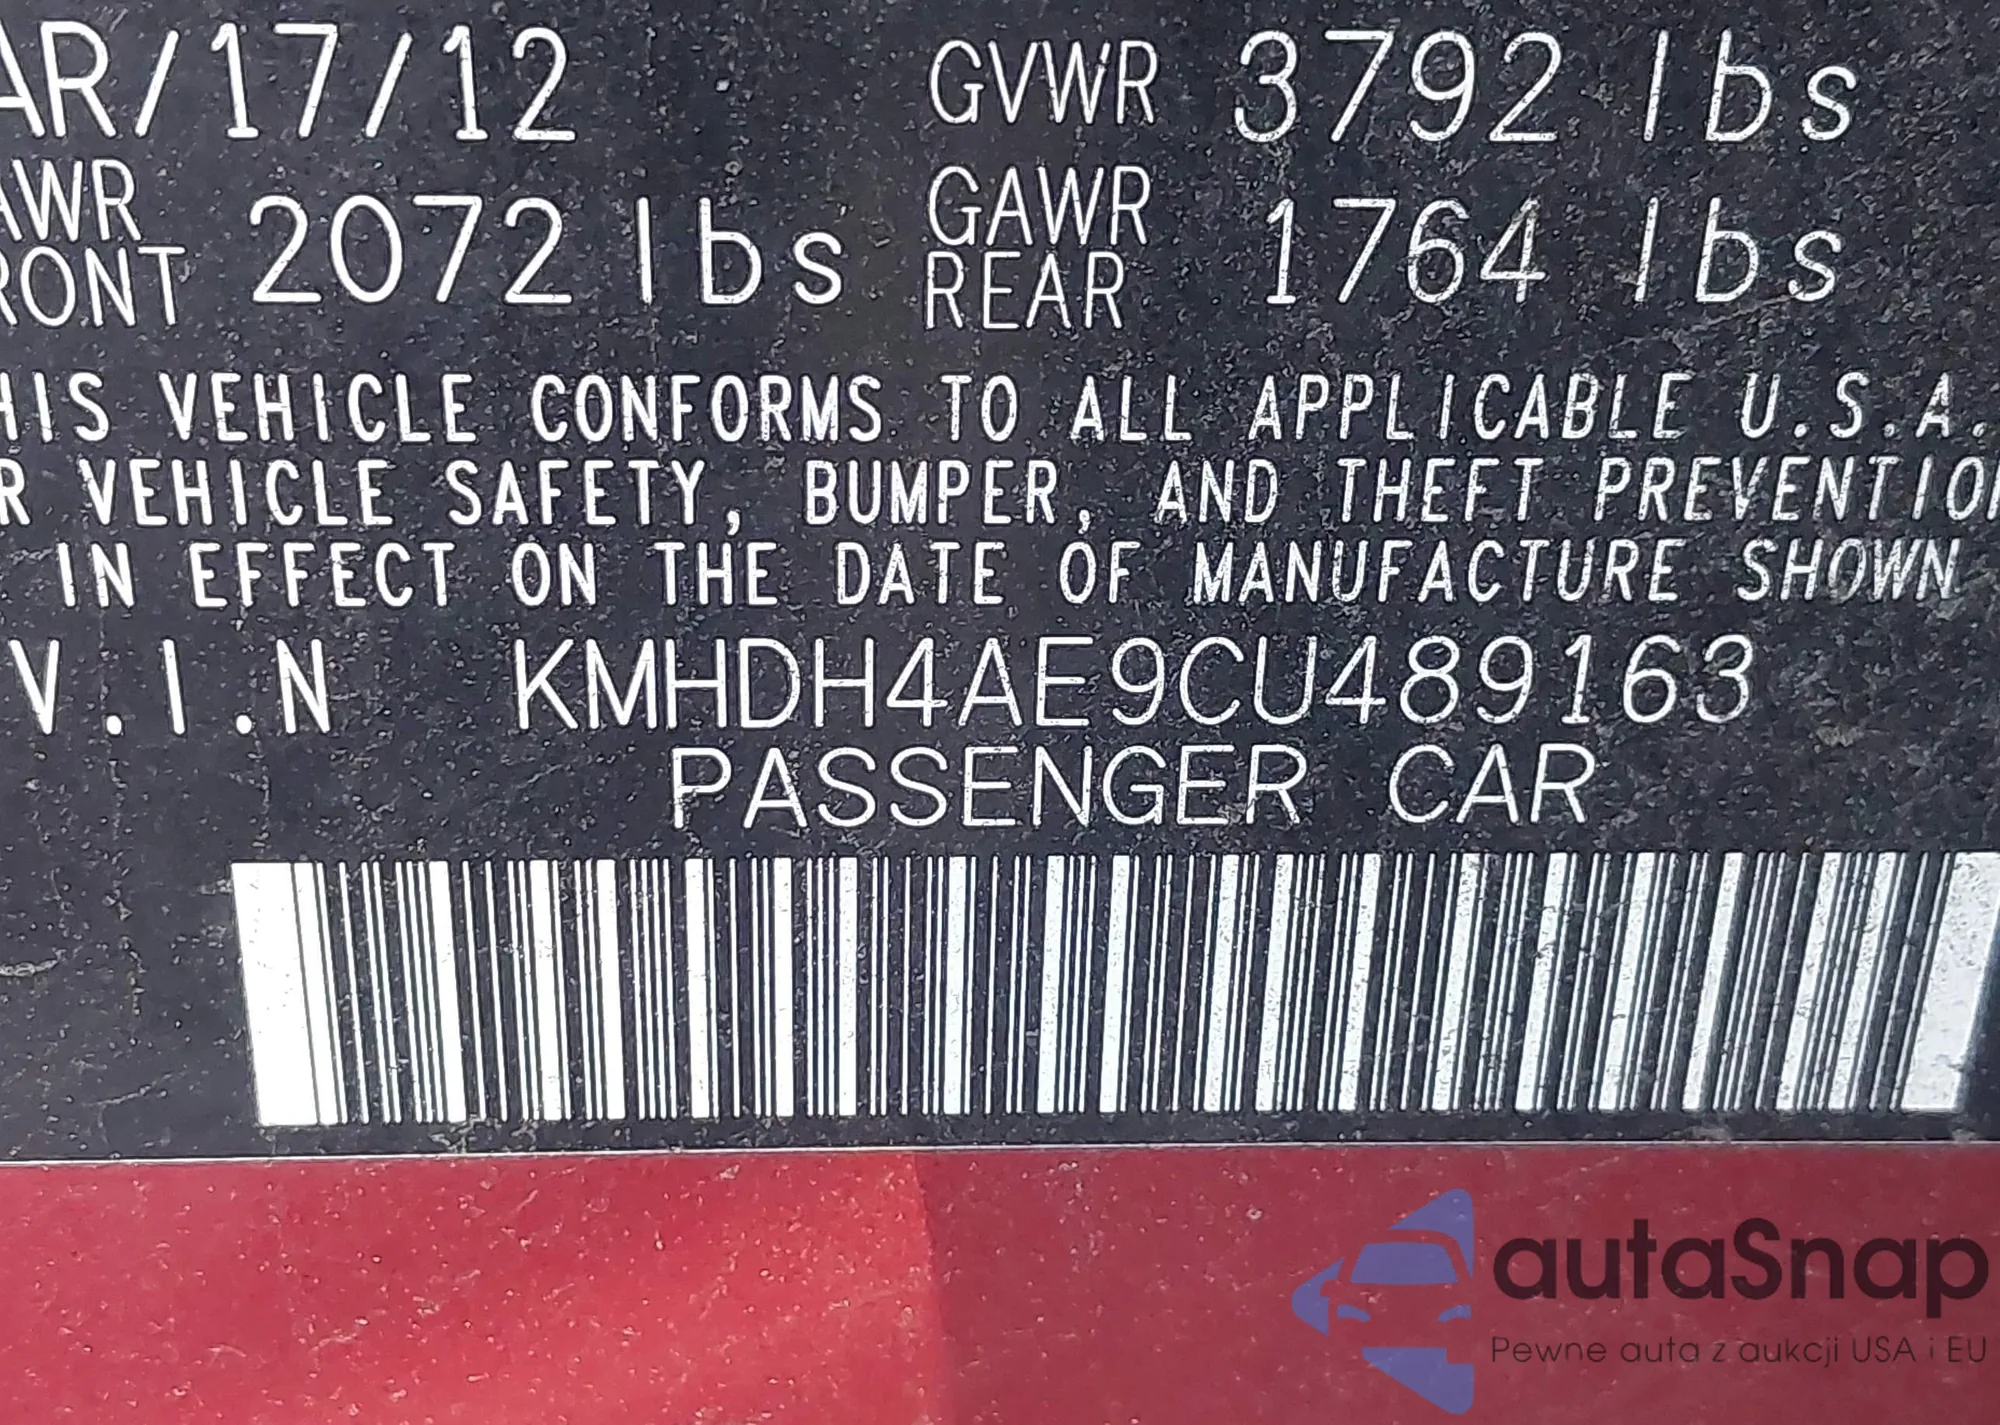 AR/17/12 GVWR 3792 lbs
AWR FRONT 2072 lbs GAWR REAR 1764 lbs
HIS VEHICLE CONFORMS TO ALL APPLICABLE U.S.A.
R VEHICLE SAFETY, BUMPER, AND THEFT PREVENTION
IN EFFECT ON THE DATE OF MANUFACTURE SHOWN
V.I.N KMHDH4AE9CU489163
PASSENGER CAR
autaSnap
Pewne auta z aukcji USA i EU